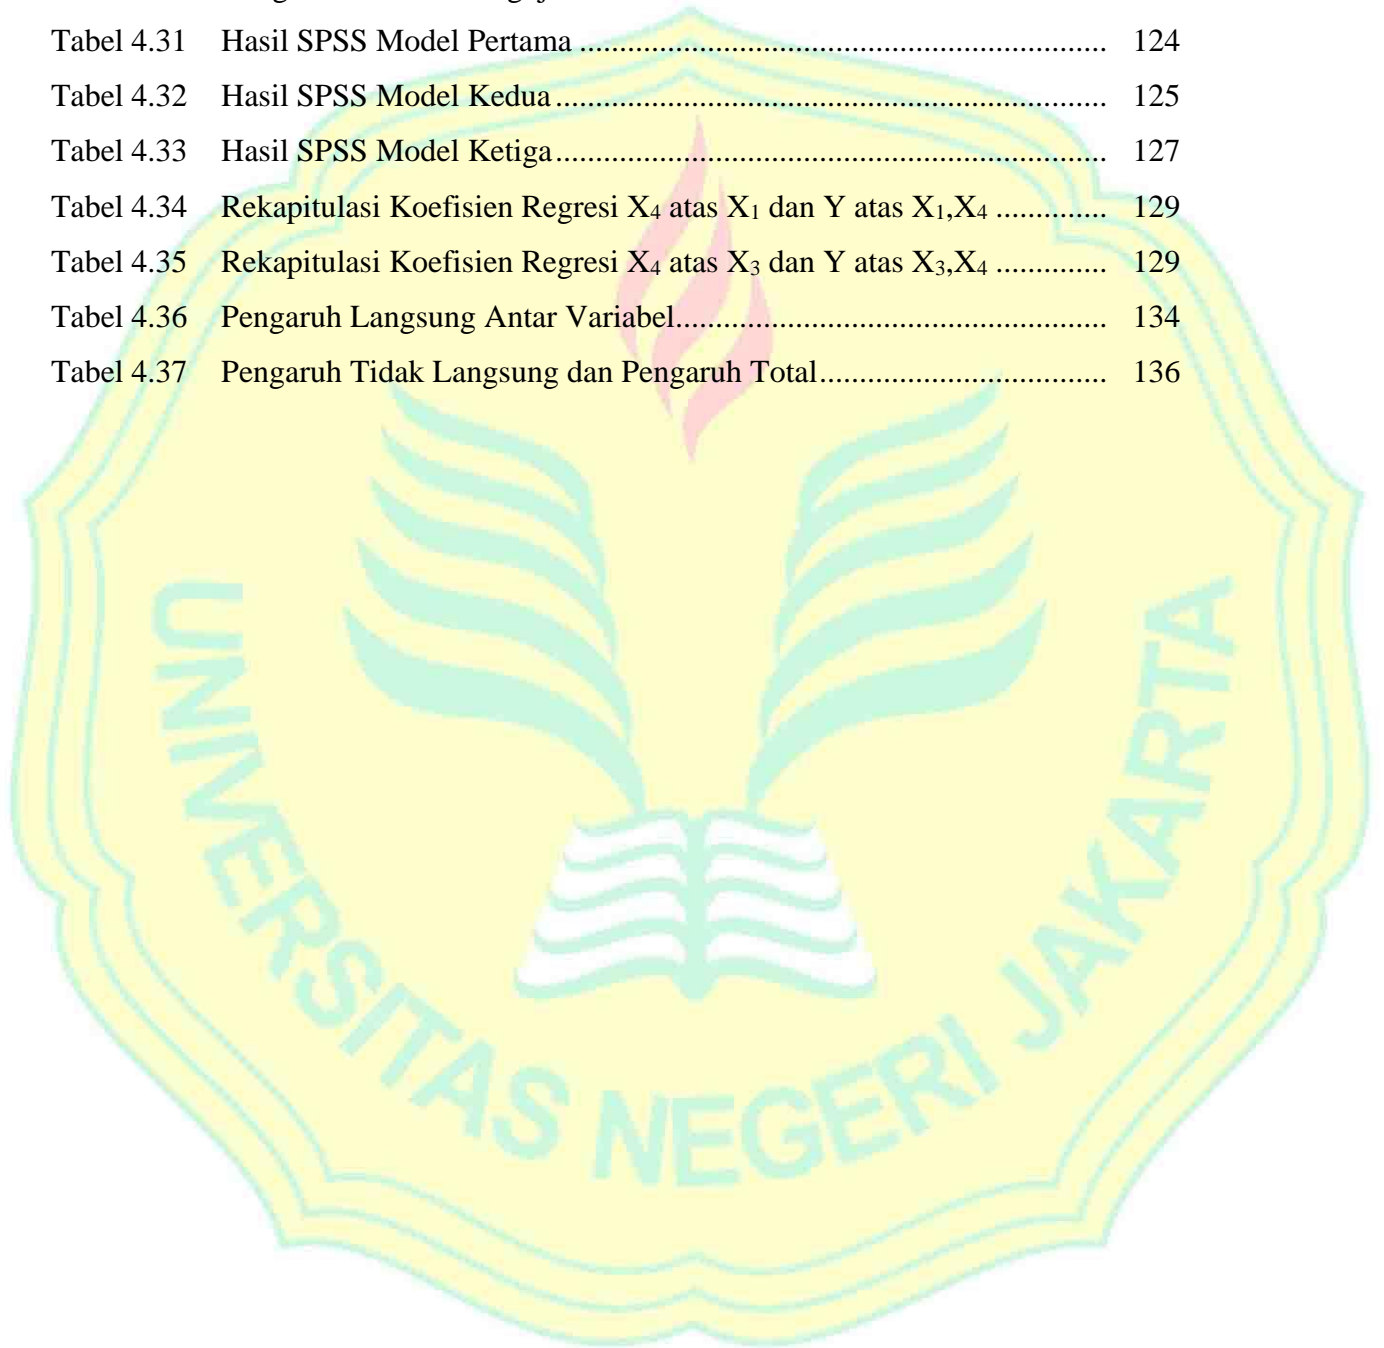 Tabel 4.31 Hasil SPSS Model Pertama ................................................................. 124
Tabel 4.32 Hasil SPSS Model Kedua .................................................................... 125
Tabel 4.33 Hasil SPSS Model Ketiga .................................................................... 127
Tabel 4.34 Rekapitulasi Koefisien Regresi X₄ atas X₁ dan Y atas X₁,X₄ .............. 129
Tabel 4.35 Rekapitulasi Koefisien Regresi X₄ atas X₃ dan Y atas X₃,X₄ .............. 129
Tabel 4.36 Pengaruh Langsung Antar Variabel ..................................................... 134
Tabel 4.37 Pengaruh Tidak Langsung dan Pengaruh Total ................................... 136
UNIVERSITAS NEGERI JAKARTA